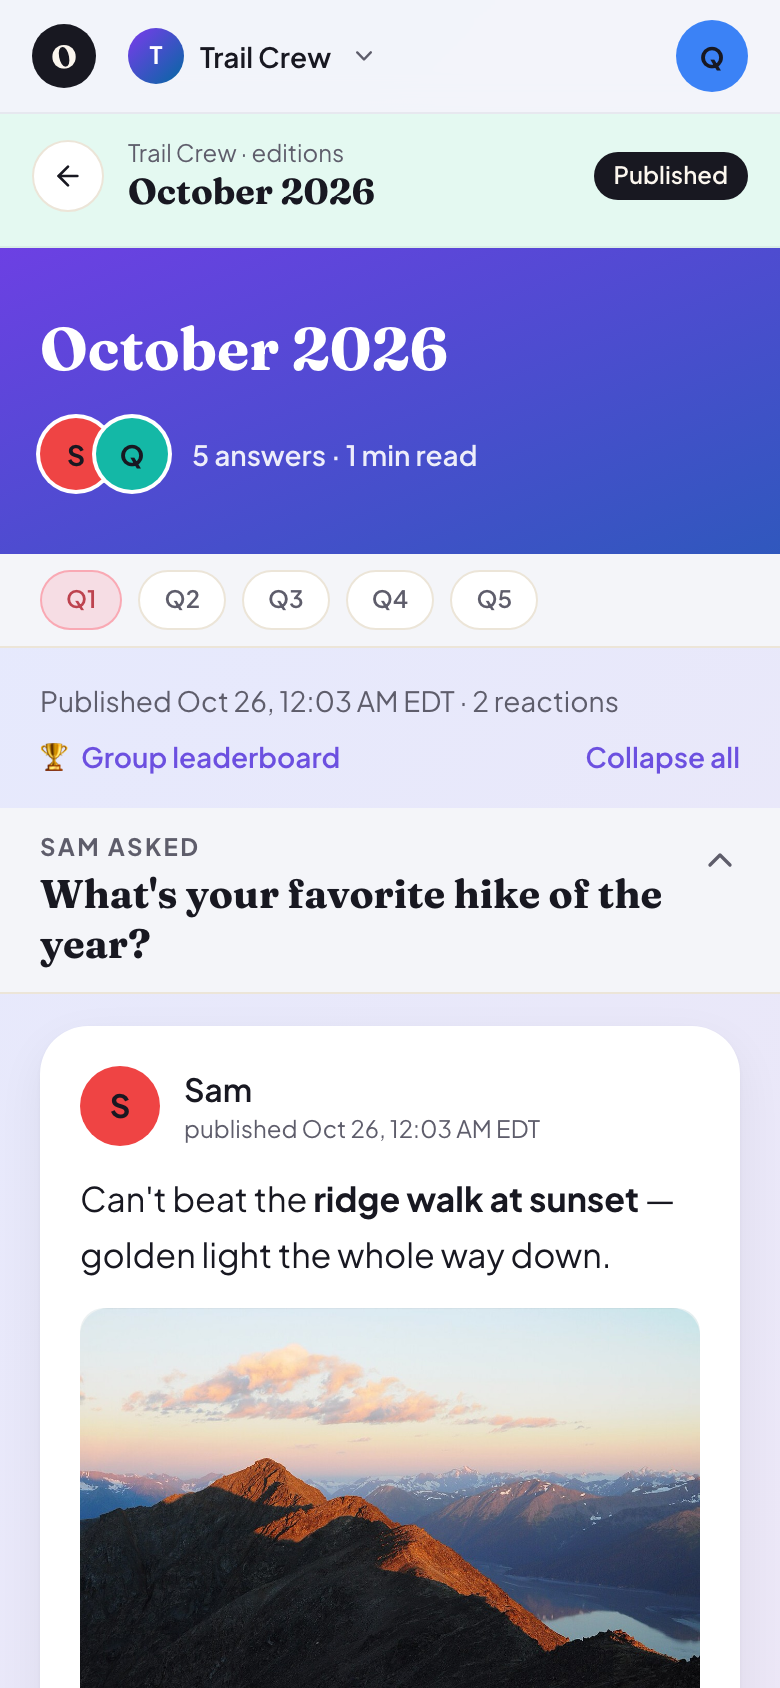 O
T
Trail Crew
Q
Trail Crew · editions
October 2026
Published
October 2026
S
Q
5 answers · 1 min read
Q1
Q2
Q3
Q4
Q5
Published Oct 26, 12:03 AM EDT · 2 reactions
Group leaderboard
Collapse all
SAM ASKED
What's your favorite hike of the
year?
S
Sam
published Oct 26, 12:03 AM EDT
Can't beat the ridge walk at sunset —
golden light the whole way down.